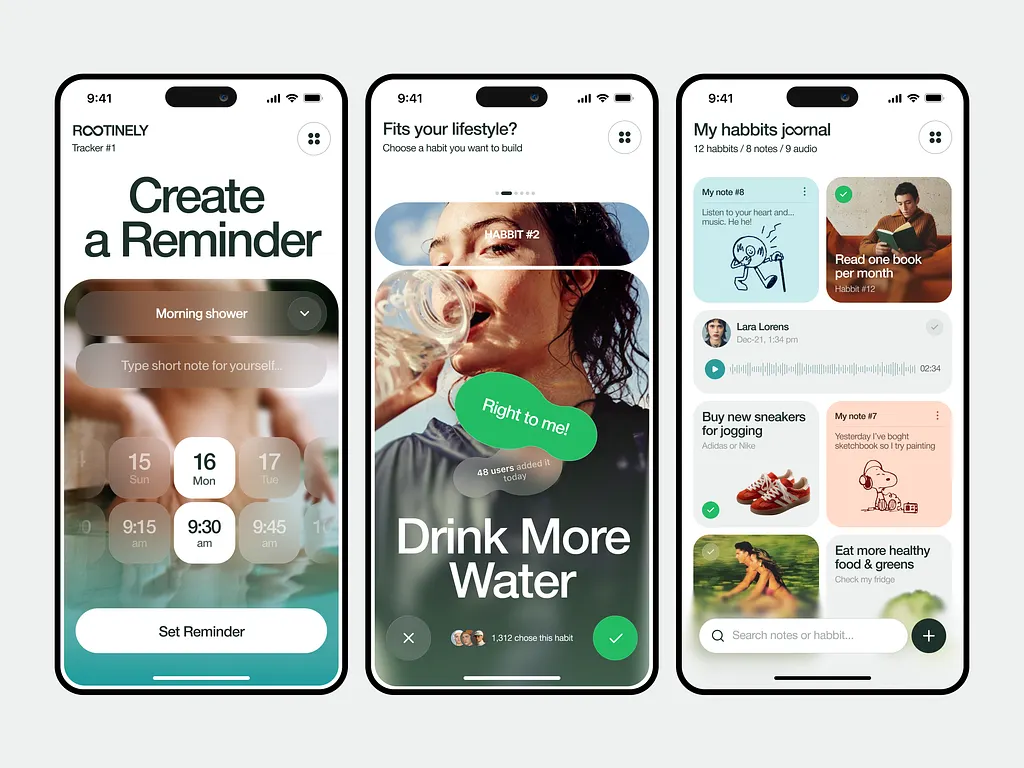 9:41
ROOTINELY
Tracker #1
Create
a Reminder
Morning shower
Type short note for yourself...
15
Sun
16
Mon
17
Tue
9:15
am
9:30
am
9:45
am
Set Reminder
9:41
Fits your lifestyle?
Choose a habit you want to build
HABBIT #2
Right to me!
48 users added it
today
Drink More
Water
1,312 chose this habit
9:41
My habbits joornal
12 habbits / 8 notes / 9 audio
My note #8
Listen to your heart and...
music. He he!
Read one book
per month
Habbit #12
Lara Lorens
Dec-21, 1:34 pm
02:34
Buy new sneakers
for jogging
Adidas or Nike
My note #7
Yesterday I've boght
sketchbook so I try painting
Eat more healthy
food & greens
Check my fridge
Search notes or habbit...